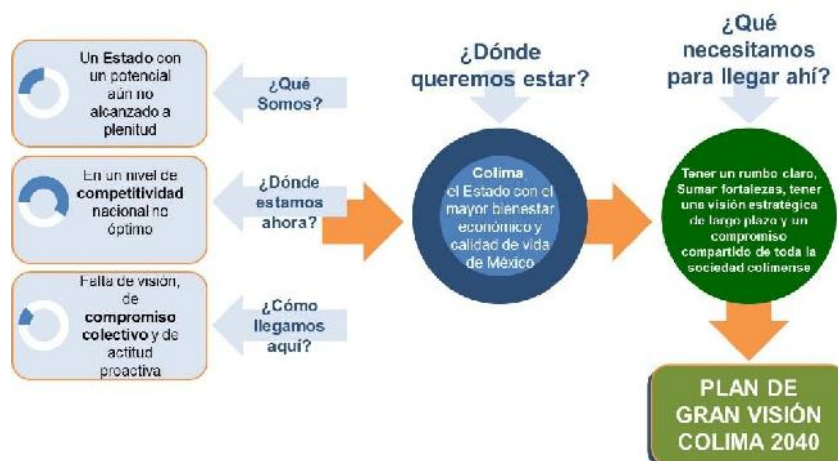 Un Estado con
un potencial
aún no
alcanzado a
plenitud
¿Qué
Somos?
En un nivel de
competitividad
nacional no
óptimo
¿Dónde
estamos
ahora?
Falta de visión,
de
compromiso
colectivo y de
actitud
proactiva
¿Cómo
llegamos
aquí?
¿Dónde
queremos estar?
Colima
el Estado con el
mayor bienestar
económico y
calidad de vida
de México
¿Qué
necesitamos
para llegar ahí?
Tener un rumbo claro,
Sumar fortalezas, tener
una visión estratégica
de largo plazo y un
compromiso
compartido de toda la
sociedad colimense
PLAN DE
GRAN VISIÓN
COLIMA 2040